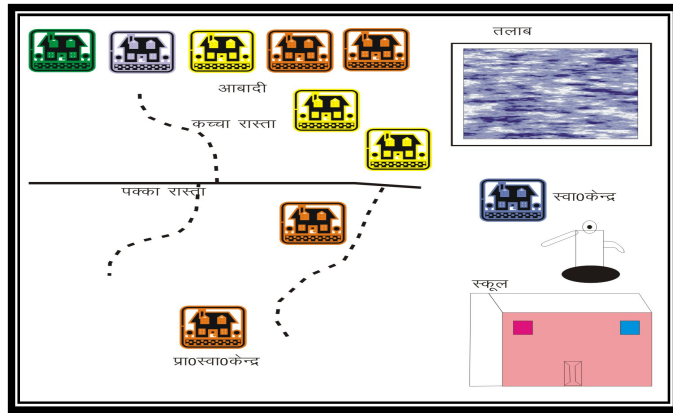 तलाब
आबादी
कच्चा रास्ता
पक्का रास्ता
स्वा0केन्द्र
स्कूल
प्रा0स्वा0केन्द्र